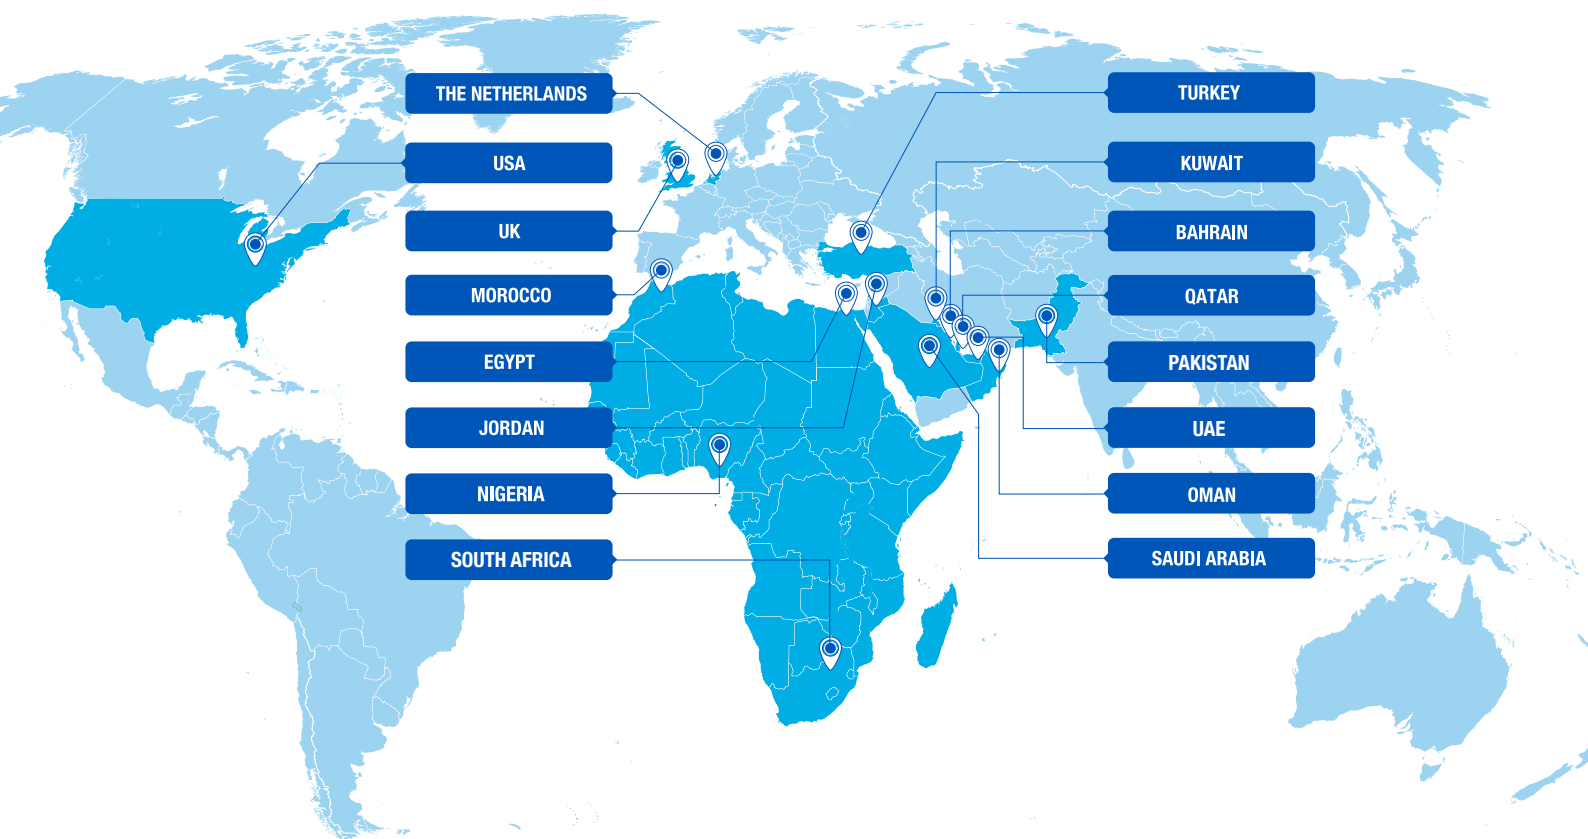 THE NETHERLANDS
USA
UK
MOROCCO
EGYPT
JORDAN
NIGERIA
SOUTH AFRICA
TURKEY
KUWAIT
BAHRAIN
QATAR
PAKISTAN
UAE
OMAN
SAUDI ARABIA